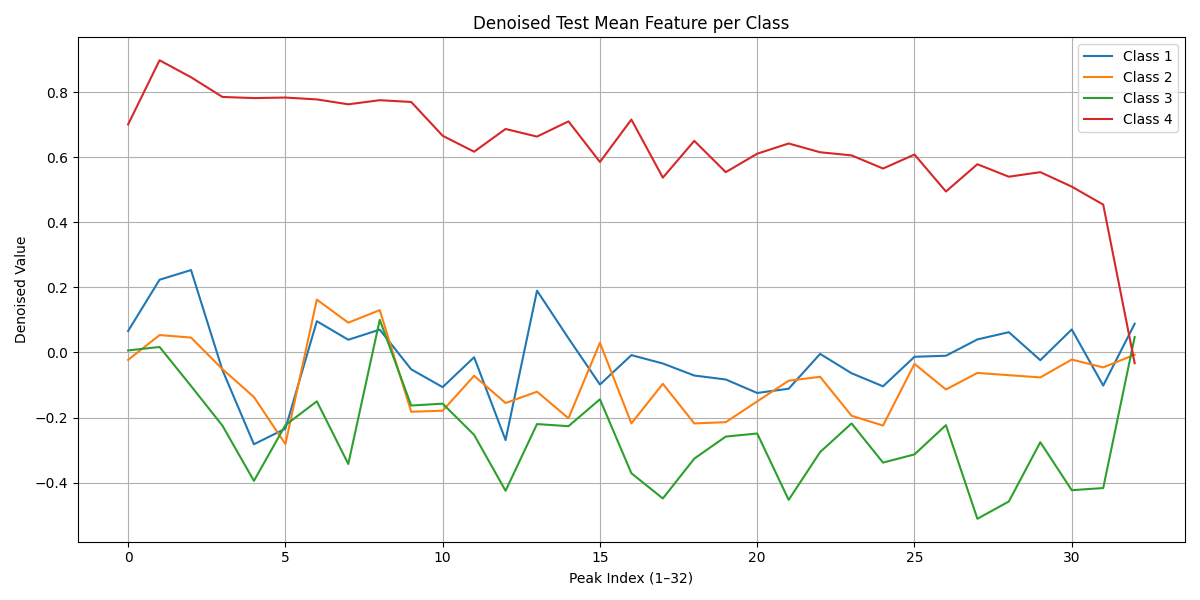 Denoised Test Mean Feature per Class
Class 1
Class 2
Class 3
Class 4
Denoised Value
0.8
0.6
0.4
0.2
0.0
−0.2
−0.4
0 5 10 15 20 25 30
Peak Index (1–32)